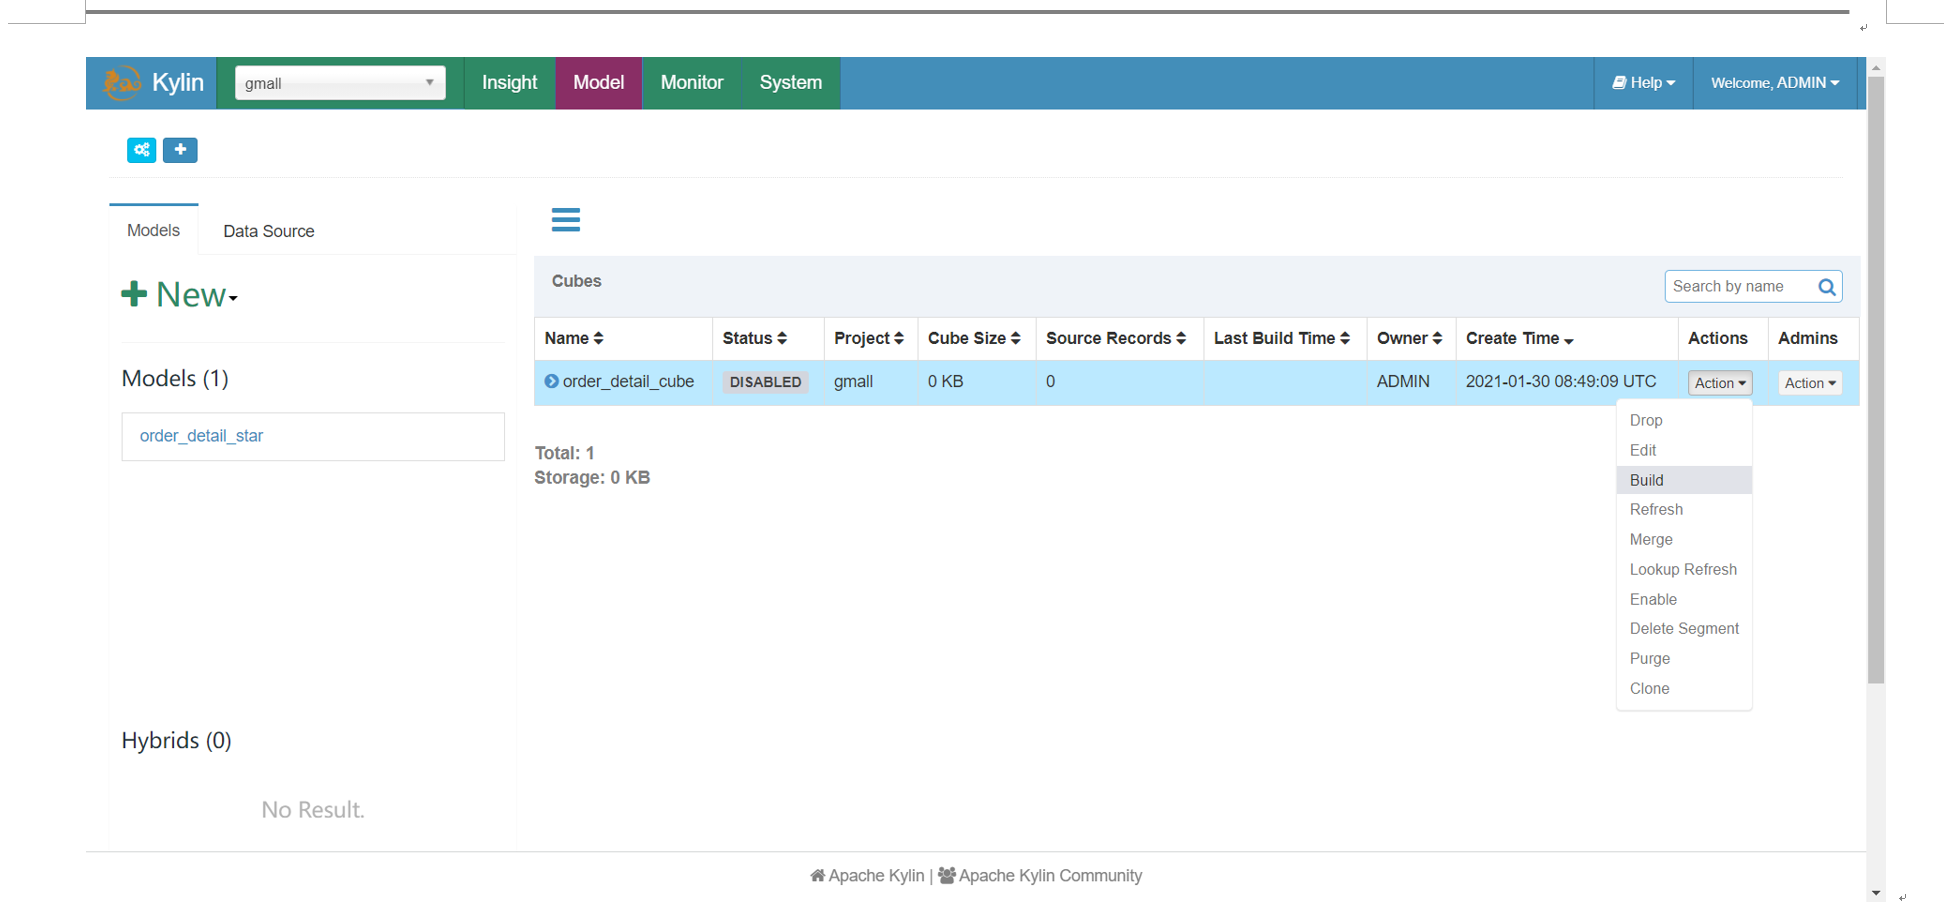 Kylin gmall Insight Model Monitor System Help Welcome, ADMIN
Models Data Source
New
Models (1)
order_detail_star
Hybrids (0)
No Result.
Cubes Search by name
Name Status Project Cube Size Source Records Last Build Time Owner Create Time Actions Admins
order_detail_cube DISABLED gmall 0 KB 0 ADMIN 2021-01-30 08:49:09 UTC Action Action
Drop
Edit
Build
Refresh
Merge
Lookup Refresh
Enable
Delete Segment
Purge
Clone
Total: 1
Storage: 0 KB
Apache Kylin | Apache Kylin Community